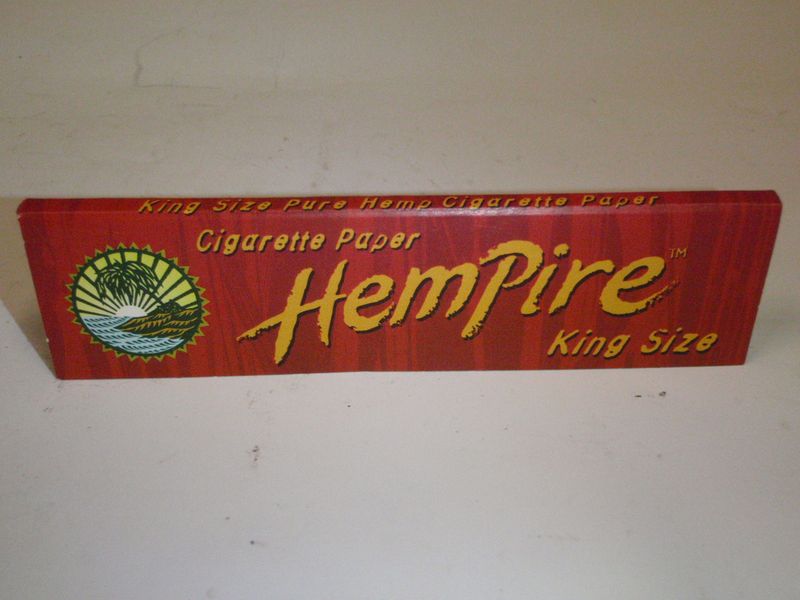 King Size Pure Hemp Cigarette Paper
Cigarette Paper
HemPire™
King Size